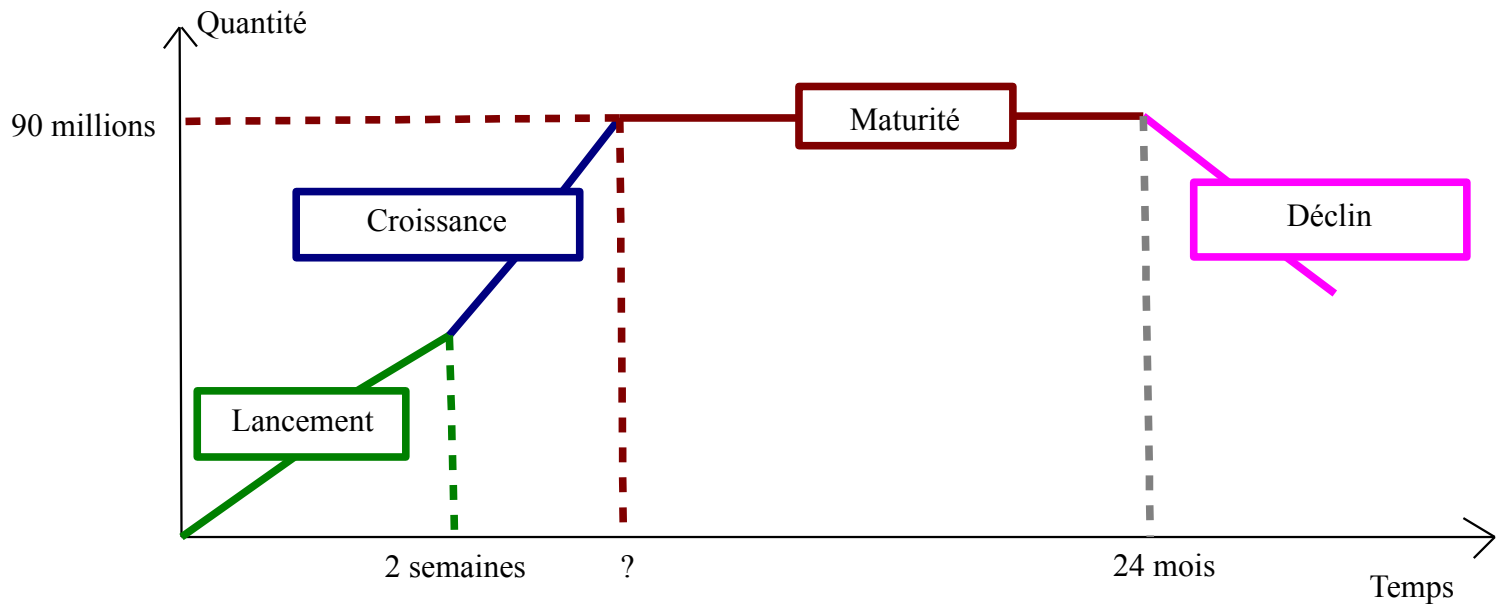 Quantité
90 millions
Maturité
Croissance
Déclin
Lancement
2 semaines
?
24 mois
Temps